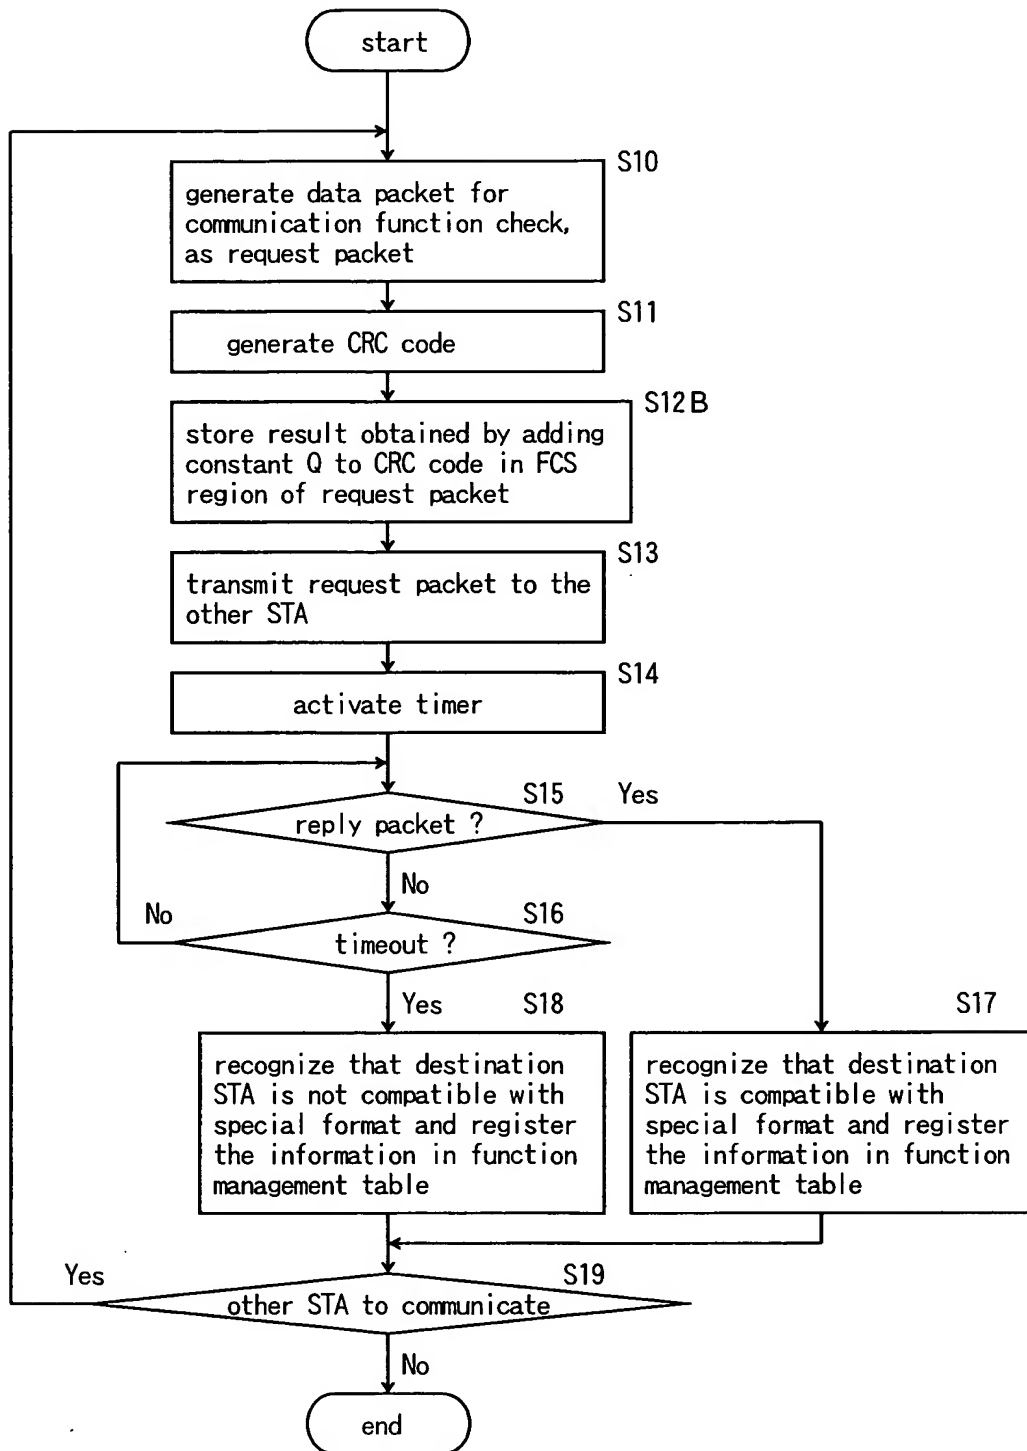 start
S10
generate data packet for
communication function check,
as request packet
S11
generate CRC code
S12B
store result obtained by adding
constant Q to CRC code in FCS
region of request packet
S13
transmit request packet to the
other STA
S14
activate timer
S15
Yes
reply packet ?
No
No
S16
timeout ?
Yes
S18
S17
recognize that destination
STA is not compatible with
special format and register
the information in function
management table
recognize that destination
STA is compatible with
special format and register
the information in function
management table
Yes
S19
other STA to communicate
No
end